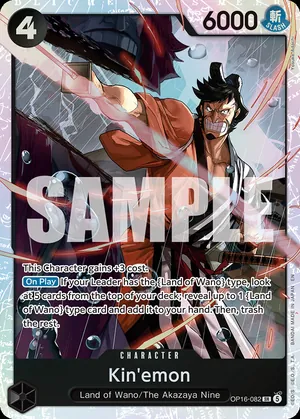 4
6000
斬
SLASH
SAMPLE
This Character gains +3 cost.
On Play If your Leader has the {Land of Wano} type, look
at 5 cards from the top of your deck; reveal up to 1 {Land
of Wano} type card and add it to your hand. Then, trash
the rest.
CHARACTER
Kin'emon
Land of Wano/The Akazaya Nine
OP16-082